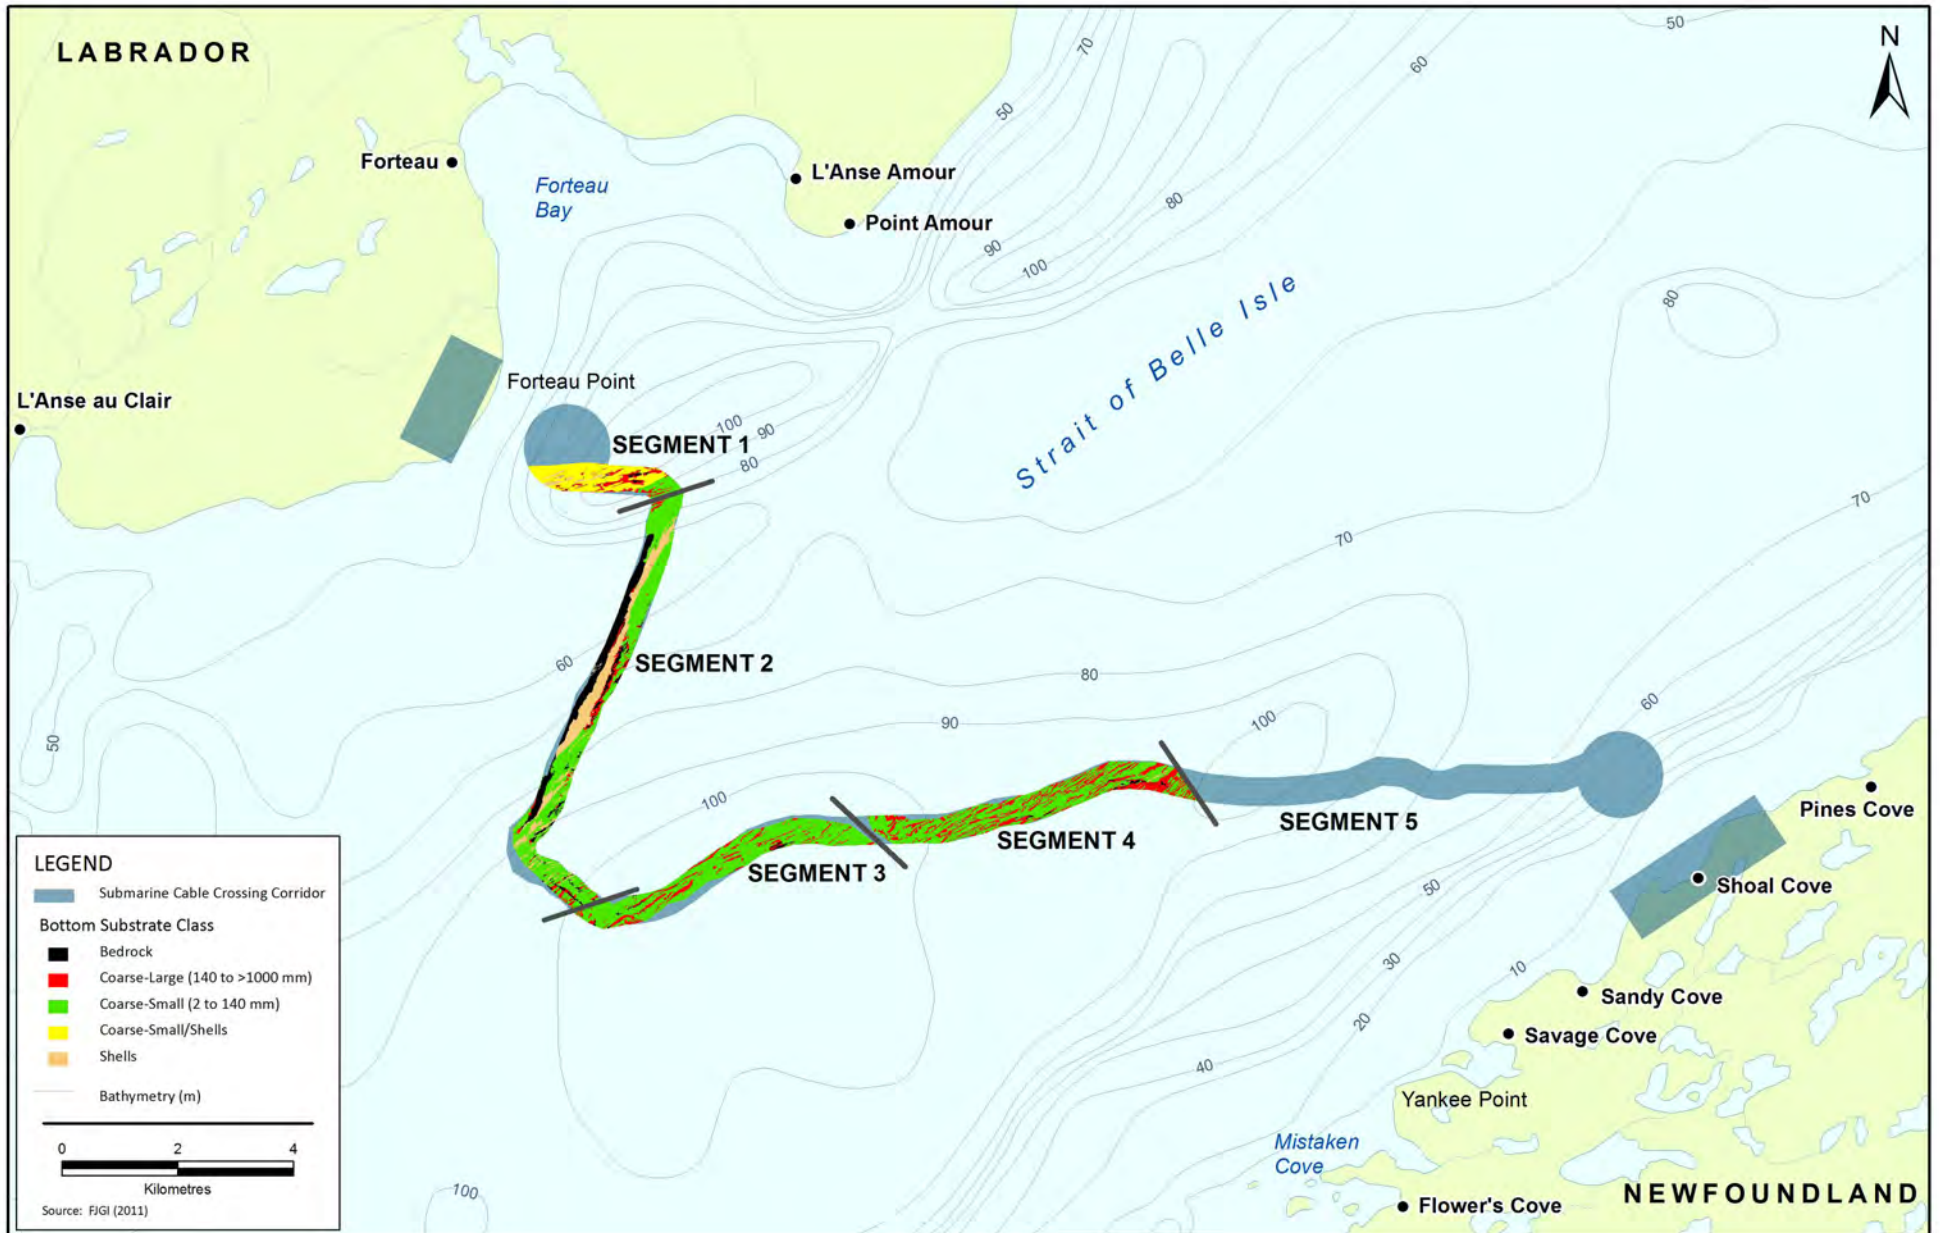 LABRADOR
50
N
70
60
50
Forteau
L'Anse Amour
Forteau
Bay
80
Point Amour
90
100
Strait of Belle Isle
80
Forteau Point
L'Anse au Clair
100
90
SEGMENT 1
80
70
70
60
SEGMENT 2
80
60
90
100
50
100
Pines Cove
SEGMENT 5
SEGMENT 4
SEGMENT 3
50
Shoal Cove
30
10
Sandy Cove
20
Savage Cove
40
Yankee Point
Mistaken
Cove
100
NEWFOUNDLAND
Flower's Cove
LEGEND
Submarine Cable Crossing Corridor
Bottom Substrate Class
Bedrock
Coarse-Large (140 to >1000 mm)
Coarse-Small (2 to 140 mm)
Coarse-Small/Shells
Shells
Bathymetry (m)
0 2 4
Kilometres
Source: FJGI (2011)